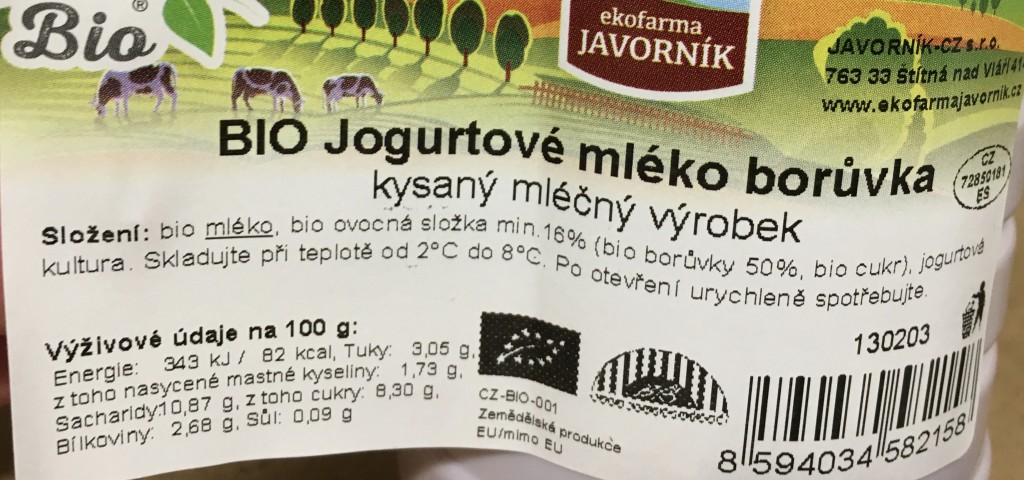 Bio®
ekofarma
JAVORNÍK
JAVORNÍK-CZ s.r.o.
763 33 Štítná nad Vláří 414
www.ekofarmajavornik.cz
BIO Jogurtové mléko borůvka
kysaný mléčný výrobek
CZ
72850181
ES
Složení: bio mléko, bio ovocná složka min.16% (bio borůvky 50%, bio cukr), jogurtová
kultura. Skladujte při teplotě od 2°C do 8°C. Po otevření urychleně spotřebujte.
Výživové údaje na 100 g:
Energie: 343 kJ / 82 kcal, Tuky: 3,05 g,
z toho nasycené mastné kyseliny: 1,73 g,
Sacharidy:10,87 g, z toho cukry: 8,30 g,
Bílkoviny: 2,68 g, Sůl: 0,09 g
CZ-BIO-001
Zemědělská produkce
EU/mimo EU
130203
8 594034 582158